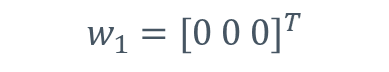 w₁ = [0 0 0]ᵀ